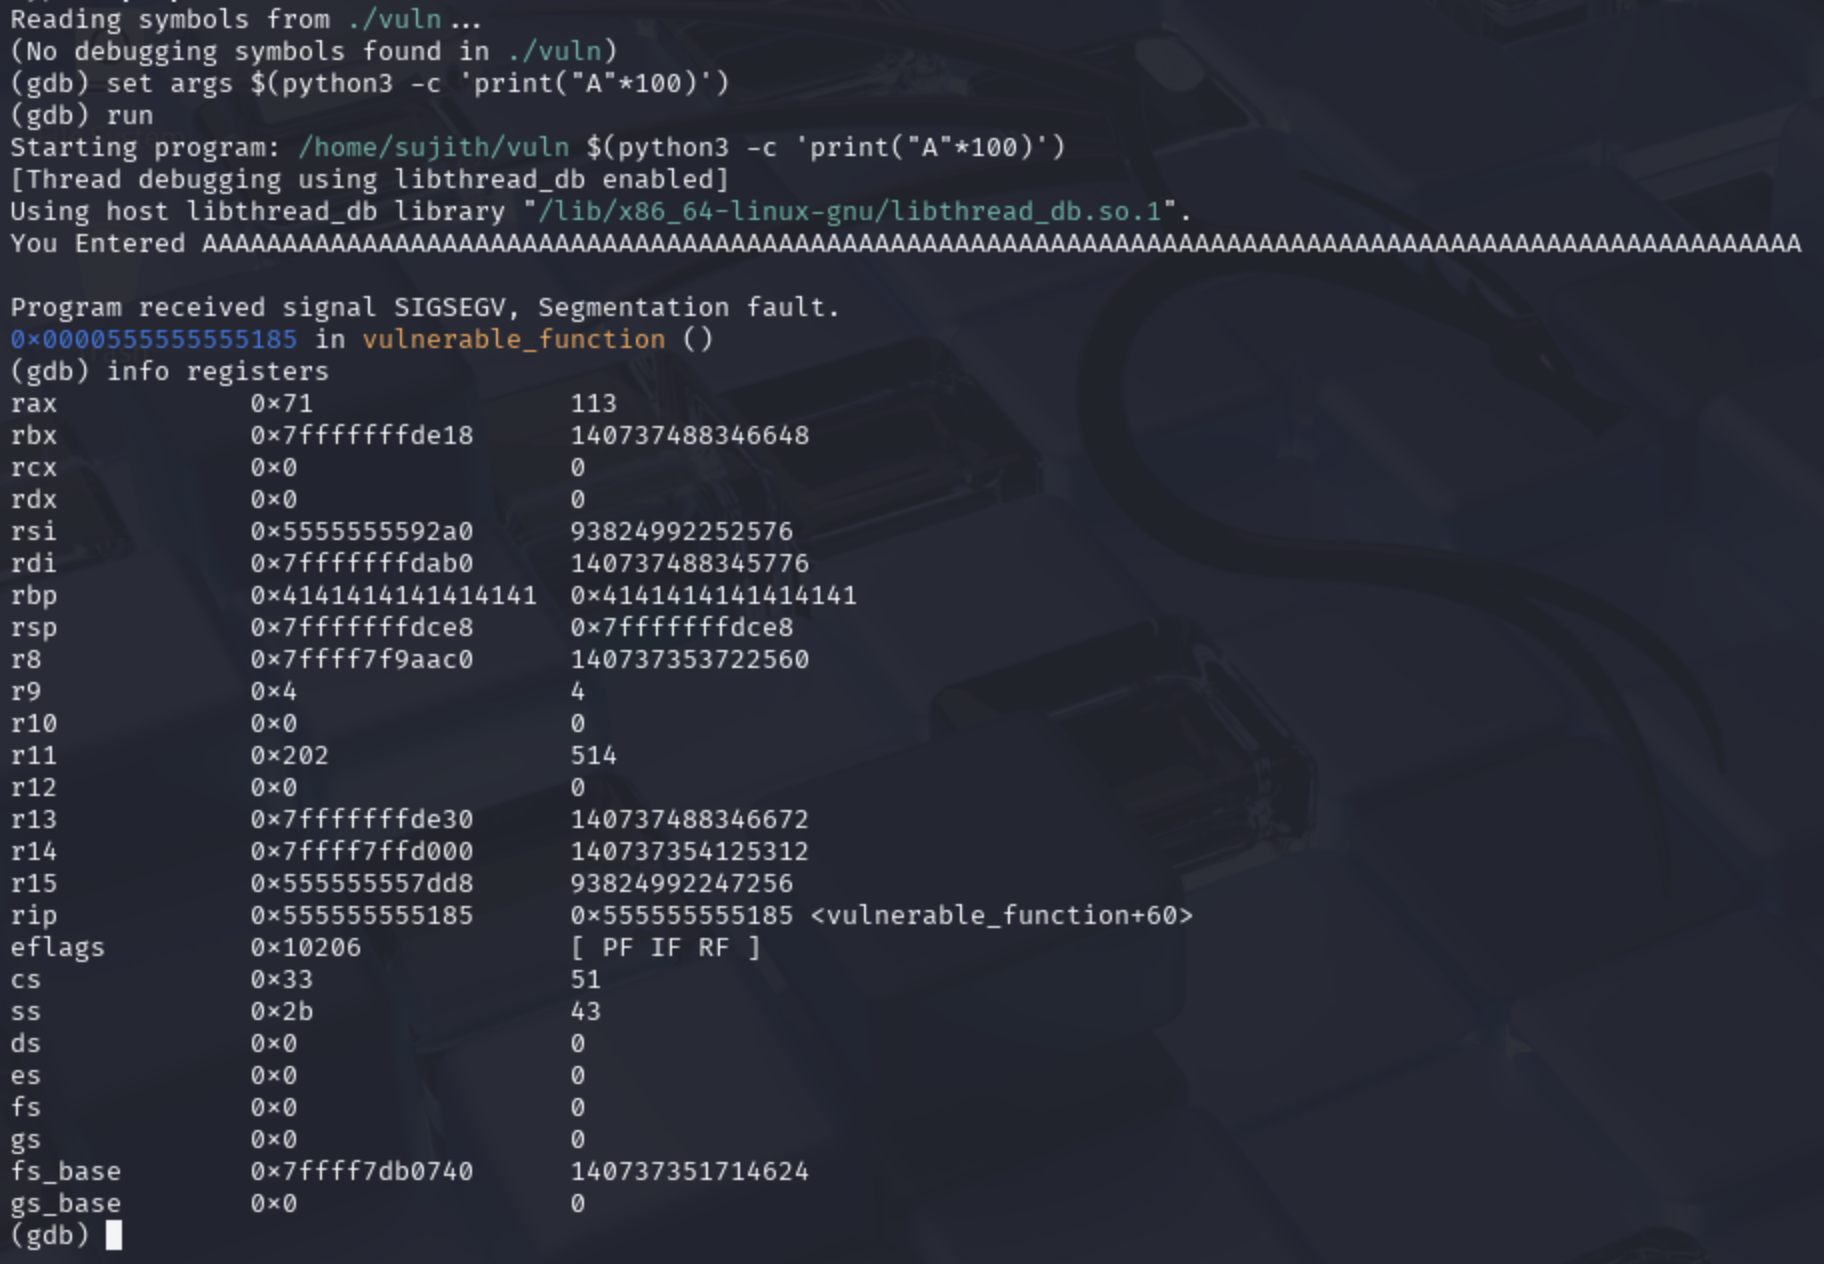 Reading symbols from ./vuln...
(No debugging symbols found in ./vuln)
(gdb) set args $(python3 -c 'print("A"*100)')
(gdb) run
Starting program: /home/sujith/vuln $(python3 -c 'print("A"*100)')
[Thread debugging using libthread_db enabled]
Using host libthread_db library "/lib/x86_64-linux-gnu/libthread_db.so.1".
You Entered AAAAAAAAAAAAAAAAAAAAAAAAAAAAAAAAAAAAAAAAAAAAAAAAAAAAAAAAAAAAAAAAAAAAAAAAAAAAAAAAAAAAAAAAAAAAAAAAAAAA
Program received signal SIGSEGV, Segmentation fault.
0x0000555555555185 in vulnerable_function ()
(gdb) info registers
rax 0x71 113
rbx 0x7fffffffde18 140737488346648
rcx 0x0 0
rdx 0x0 0
rsi 0x5555555592a0 93824992252576
rdi 0x7fffffffdab0 140737488345776
rbp 0x4141414141414141 0x4141414141414141
rsp 0x7fffffffdce8 0x7fffffffdce8
r8 0x7ffff7f9aac0 140737353722560
r9 0x4 4
r10 0x0 0
r11 0x202 514
r12 0x0 0
r13 0x7fffffffde30 140737488346672
r14 0x7ffff7ffd000 140737354125312
r15 0x555555557dd8 93824992247256
rip 0x555555555185 0x555555555185 <vulnerable_function+60>
eflags 0x10206 [ PF IF RF ]
cs 0x33 51
ss 0x2b 43
ds 0x0 0
es 0x0 0
fs 0x0 0
gs 0x0 0
fs_base 0x7ffff7db0740 140737351714624
gs_base 0x0 0
(gdb)